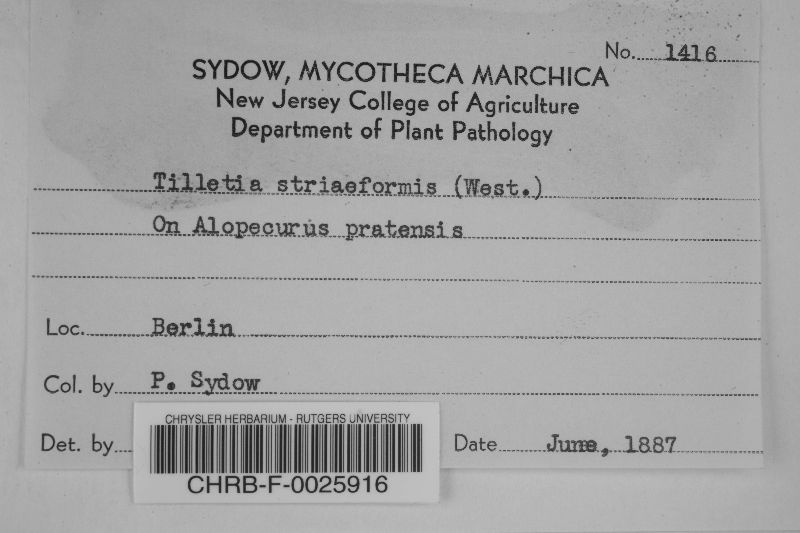 No. 1416
SYDOW, MYCOTHECA MARCHICA
New Jersey College of Agriculture
Department of Plant Pathology
Tilletia striaeformis (West.)
On Alopecurus pratensis
Loc. Berlin
Col. by P. Sydow
Det. by
Date June, 1887
CHRYSLER HERBARIUM - RUTGERS UNIVERSITY
CHRB-F-0025916